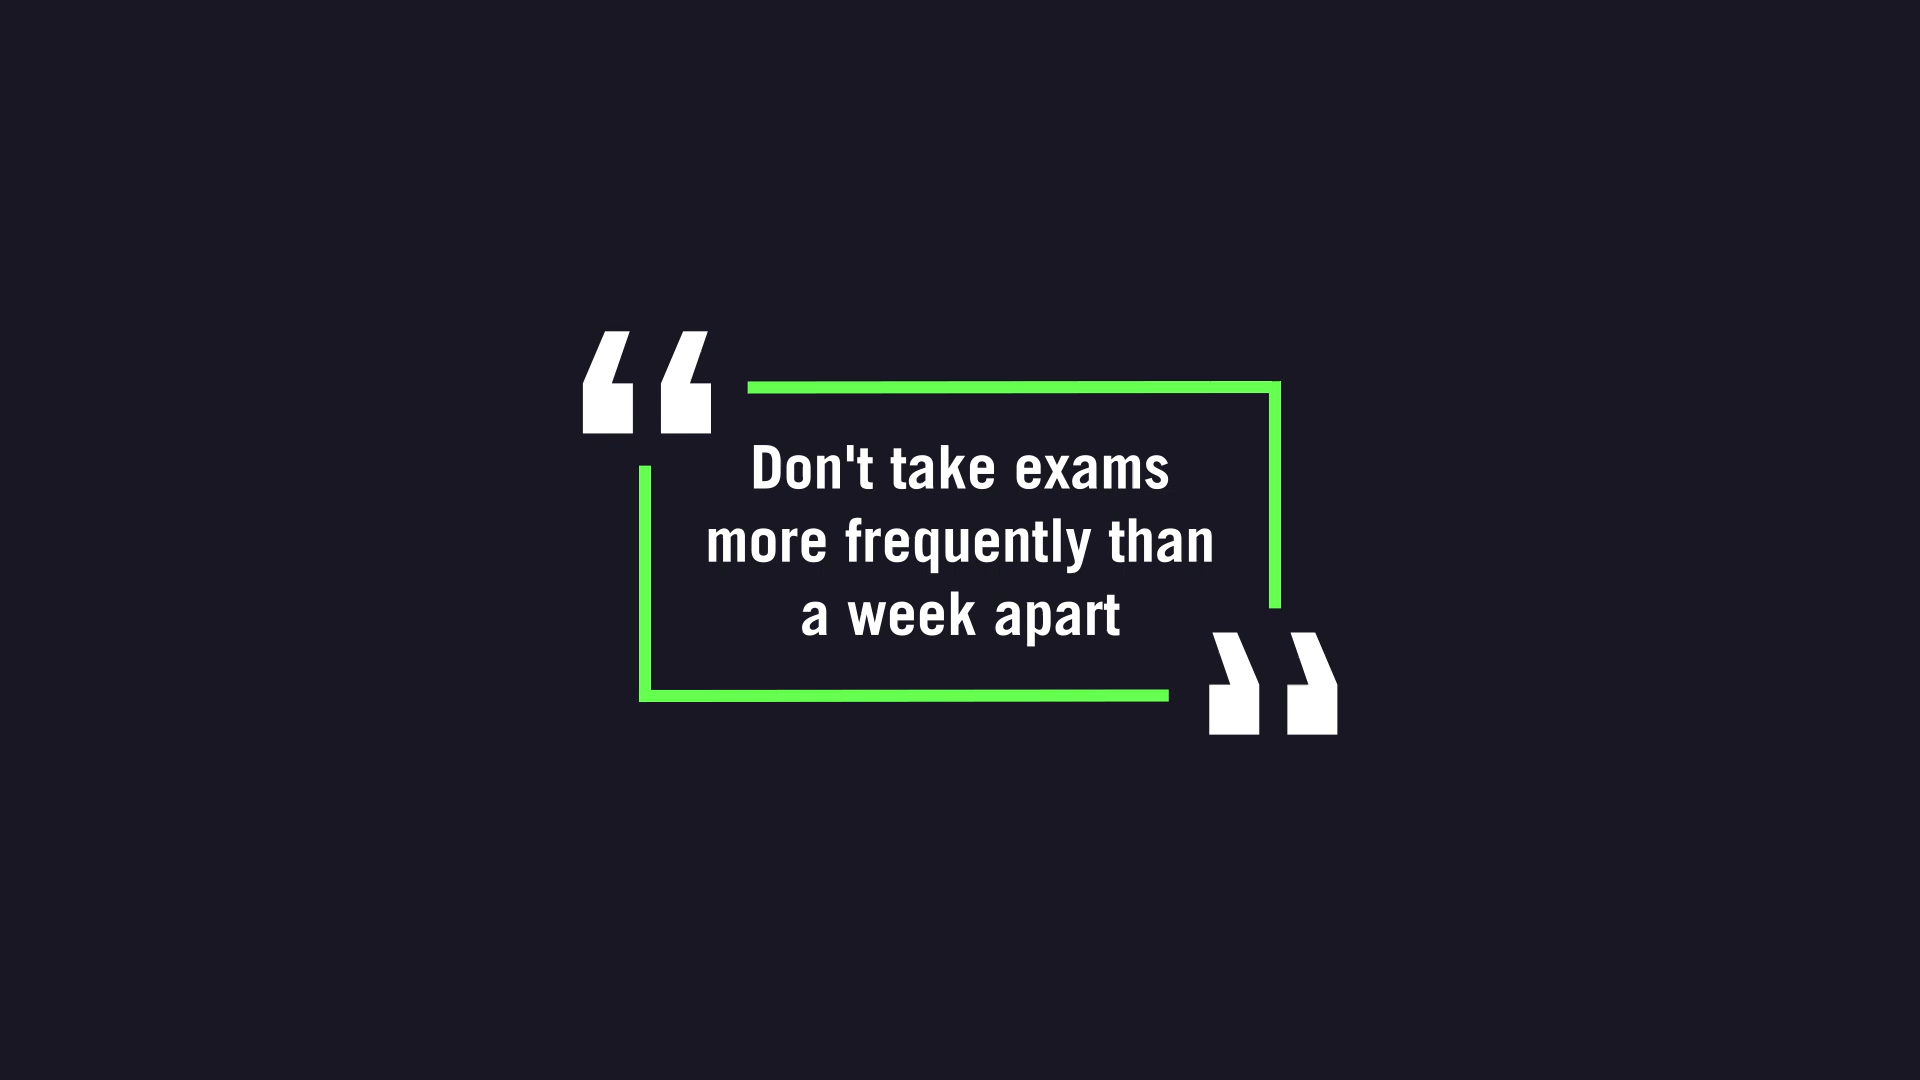 “
Don't take exams
more frequently than
a week apart
”